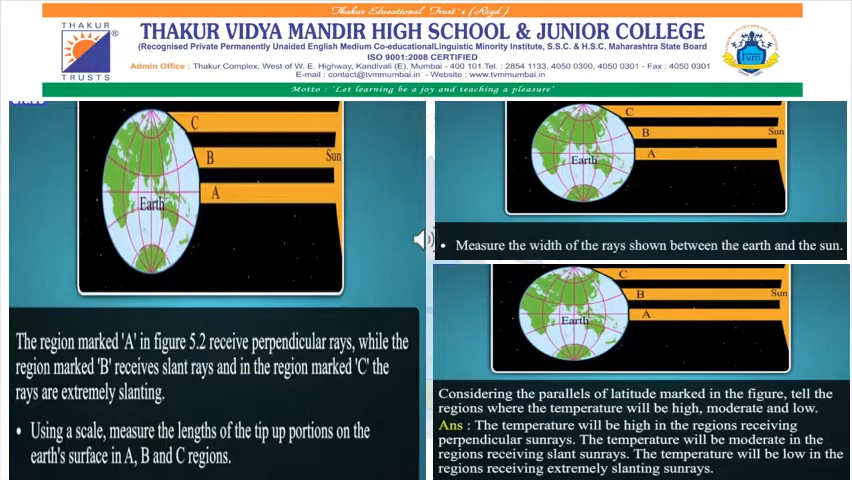 Thakur Educational Trust's (Regd.)
THAKUR
TRUSTS
®
THAKUR VIDYA MANDIR HIGH SCHOOL & JUNIOR COLLEGE
(Recognised Private Permanently Unaided English Medium Co-educationalLinguistic Minority Institute, S.S.C. & H.S.C. Maharashtra State Board
ISO 9001:2008 CERTIFIED
Admin Office : Thakur Complex, West of W. E. Highway, Kandivali (E), Mumbai - 400 101.Tel. : 2854 1133, 4050 0300, 4050 0301 - Fax : 4050 0301
E-mail : contact@tvmmumbai.in - Website : www.tvmmumbai.in
tvm
Motto : 'Let learning be a joy and teaching a pleasure'
C
B
Sun
A
Earth
The region marked 'A' in figure 5.2 receive perpendicular rays, while the
region marked 'B' receives slant rays and in the region marked 'C' the
rays are extremely slanting.
• Using a scale, measure the lengths of the tip up portions on the
earth's surface in A, B and C regions.
C
B
Sun
A
Earth
• Measure the width of the rays shown between the earth and the sun.
C
B
Sun
A
Earth
Considering the parallels of latitude marked in the figure, tell the
regions where the temperature will be high, moderate and low.
Ans : The temperature will be high in the regions receiving
perpendicular sunrays. The temperature will be moderate in the
regions receiving slant sunrays. The temperature will be low in the
regions receiving extremely slanting sunrays.